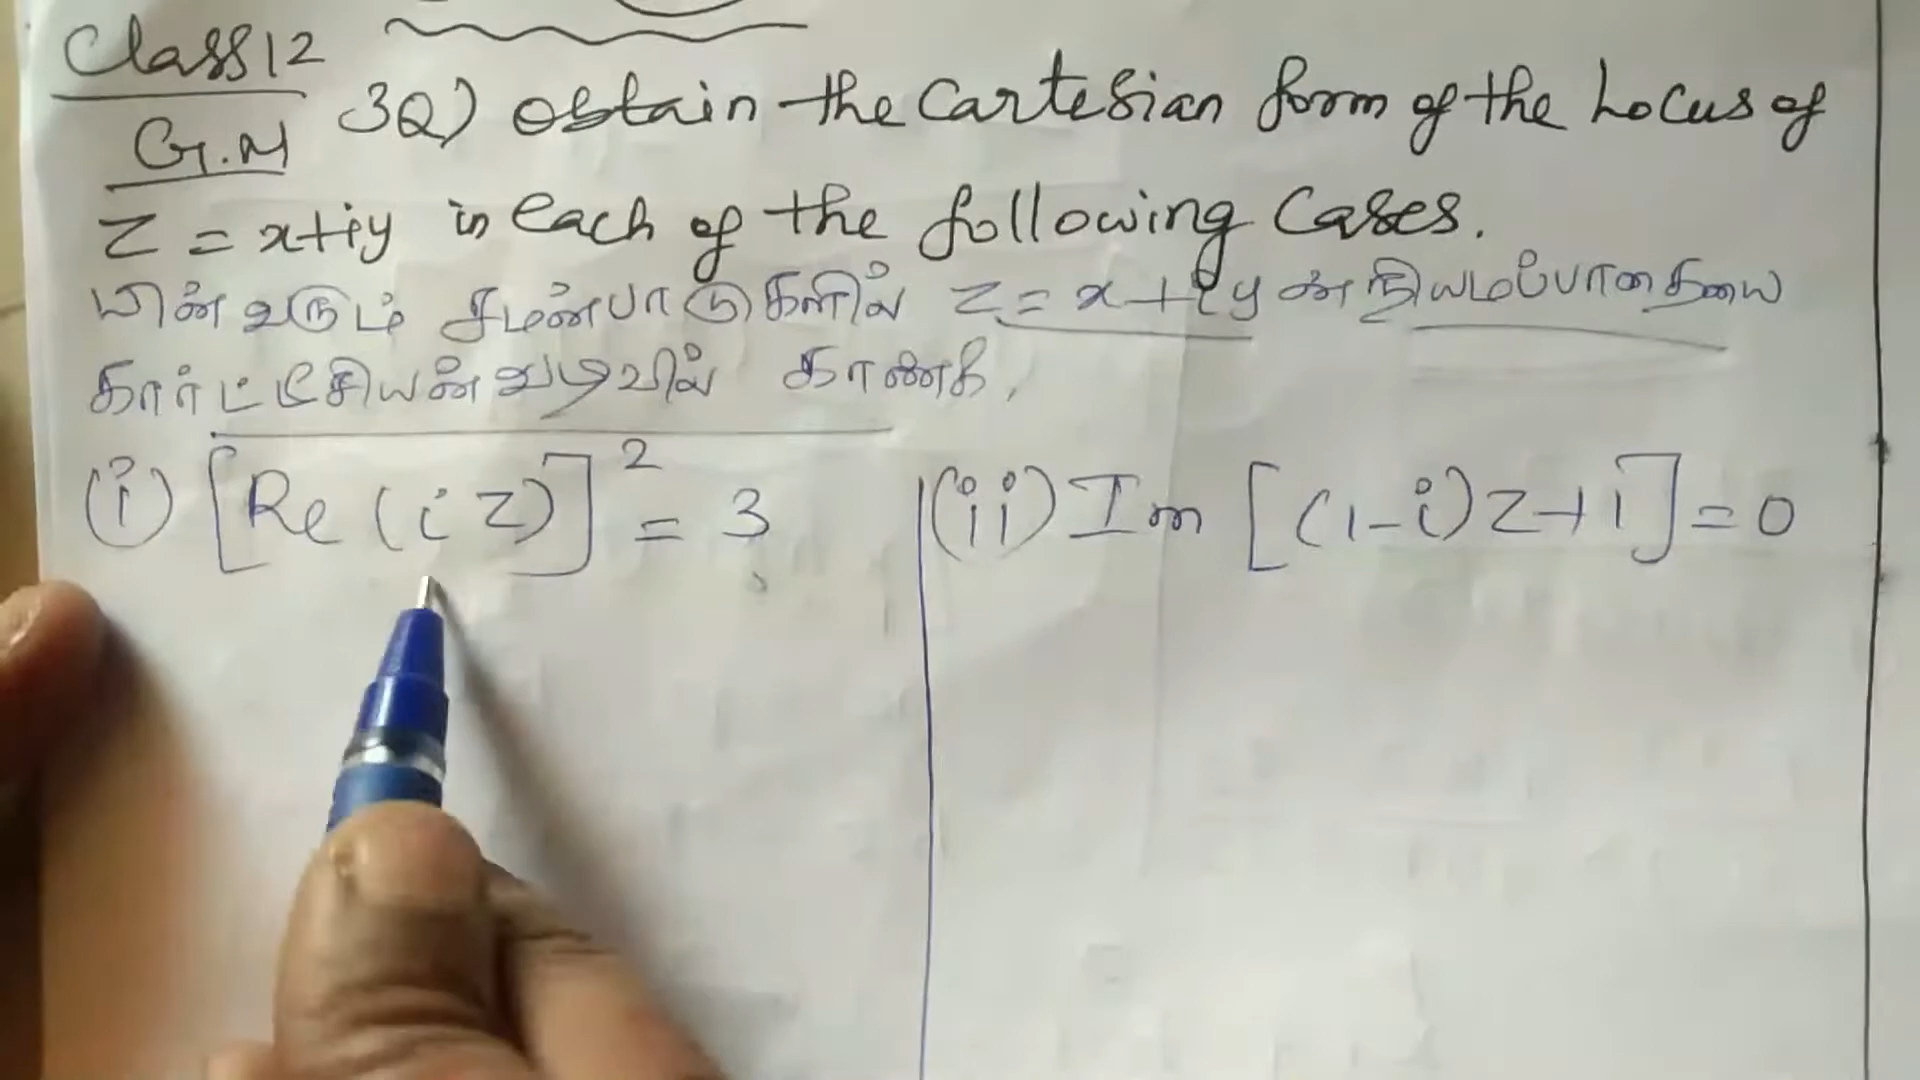 Class 12
G.M 3Q) Obtain the Cartesian form of the Locus of
Z = x+iy in each of the following Cases.
பின்வரும் சமன்பாடுகளில் Z = x+iy ன் நியமப்பாதையை
கார்டீசியன் வடிவில் காண்க,
(i) [Re (i z)]² = 3
(ii) Im [(1-i)z+1] = 0